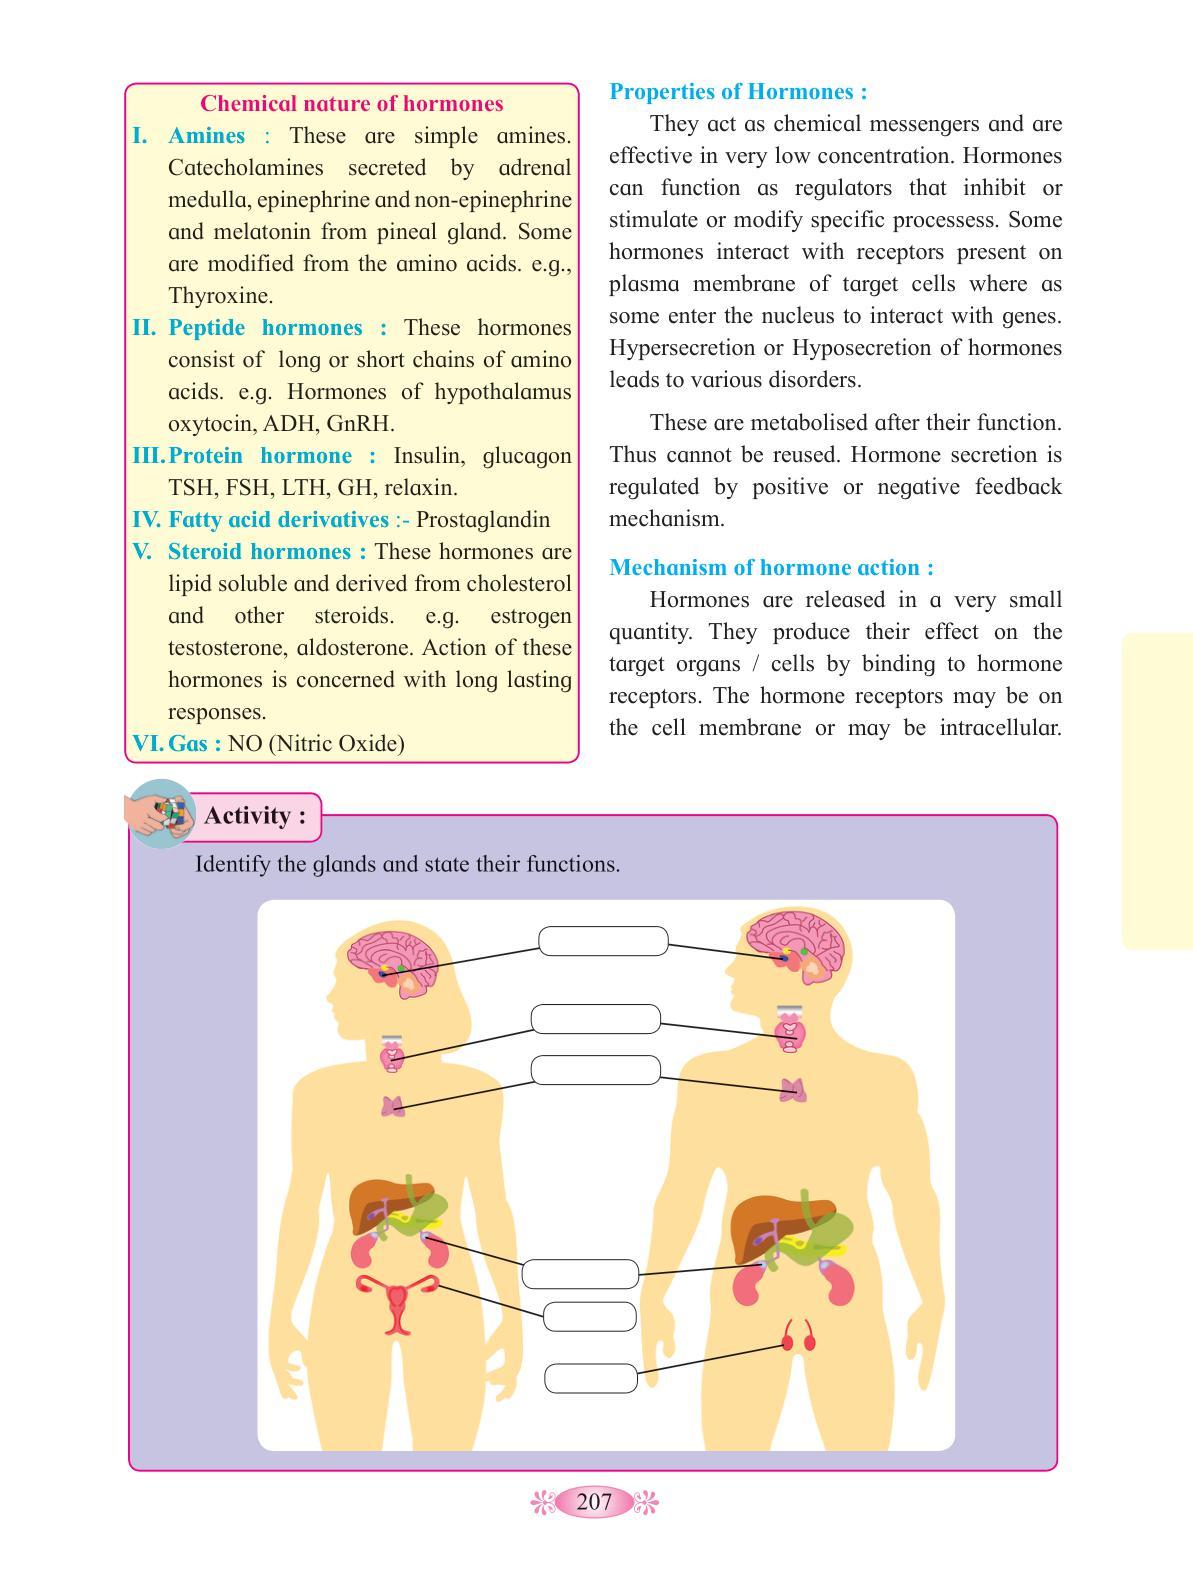 Chemical nature of hormones
I. Amines : These are simple amines.
Catecholamines secreted by adrenal
medulla, epinephrine and non-epinephrine
and melatonin from pineal gland. Some
are modified from the amino acids. e.g.,
Thyroxine.
II. Peptide hormones : These hormones
consist of long or short chains of amino
acids. e.g. Hormones of hypothalamus
oxytocin, ADH, GnRH.
III. Protein hormone : Insulin, glucagon
TSH, FSH, LTH, GH, relaxin.
IV. Fatty acid derivatives :- Prostaglandin
V. Steroid hormones : These hormones are
lipid soluble and derived from cholesterol
and other steroids. e.g. estrogen
testosterone, aldosterone. Action of these
hormones is concerned with long lasting
responses.
VI. Gas : NO (Nitric Oxide)
Properties of Hormones :
They act as chemical messengers and are
effective in very low concentration. Hormones
can function as regulators that inhibit or
stimulate or modify specific processess. Some
hormones interact with receptors present on
plasma membrane of target cells where as
some enter the nucleus to interact with genes.
Hypersecretion or Hyposecretion of hormones
leads to various disorders.
These are metabolised after their function.
Thus cannot be reused. Hormone secretion is
regulated by positive or negative feedback
mechanism.
Mechanism of hormone action :
Hormones are released in a very small
quantity. They produce their effect on the
target organs / cells by binding to hormone
receptors. The hormone receptors may be on
the cell membrane or may be intracellular.
Activity :
Identify the glands and state their functions.
207